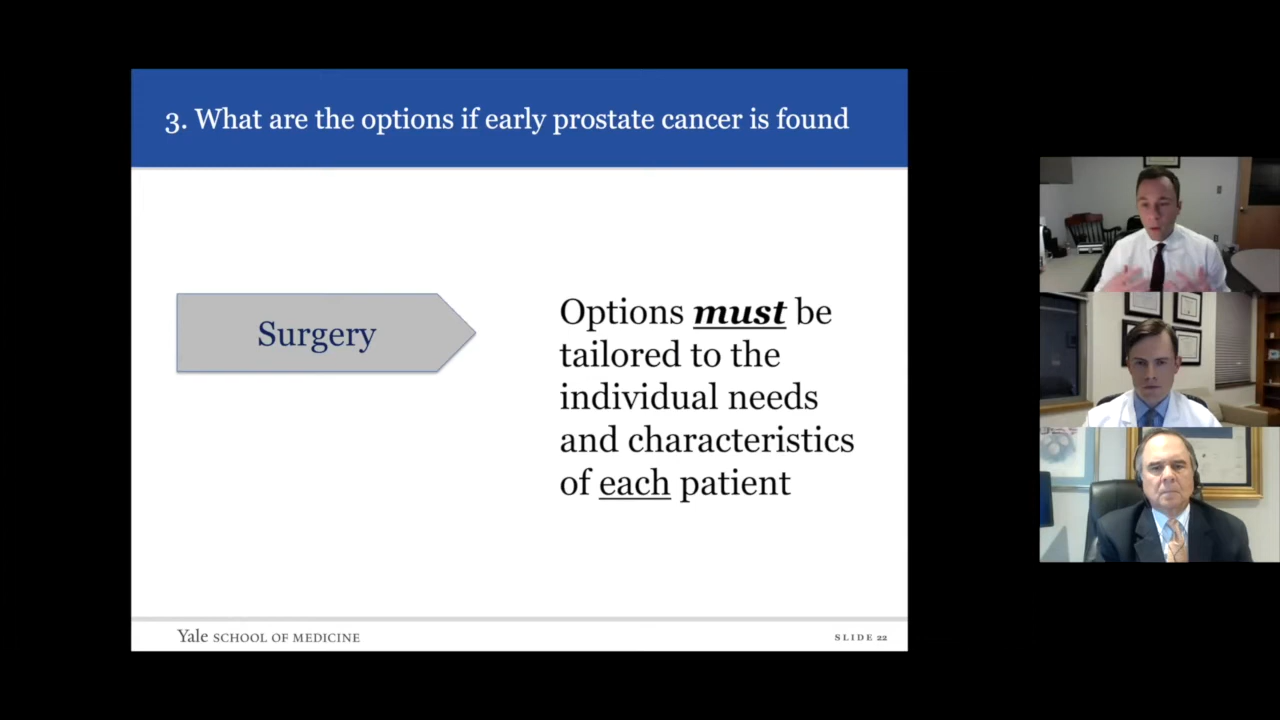 3. What are the options if early prostate cancer is found
Surgery
Options must be
tailored to the
individual needs
and characteristics
of each patient
Yale SCHOOL OF MEDICINE
SLIDE 22